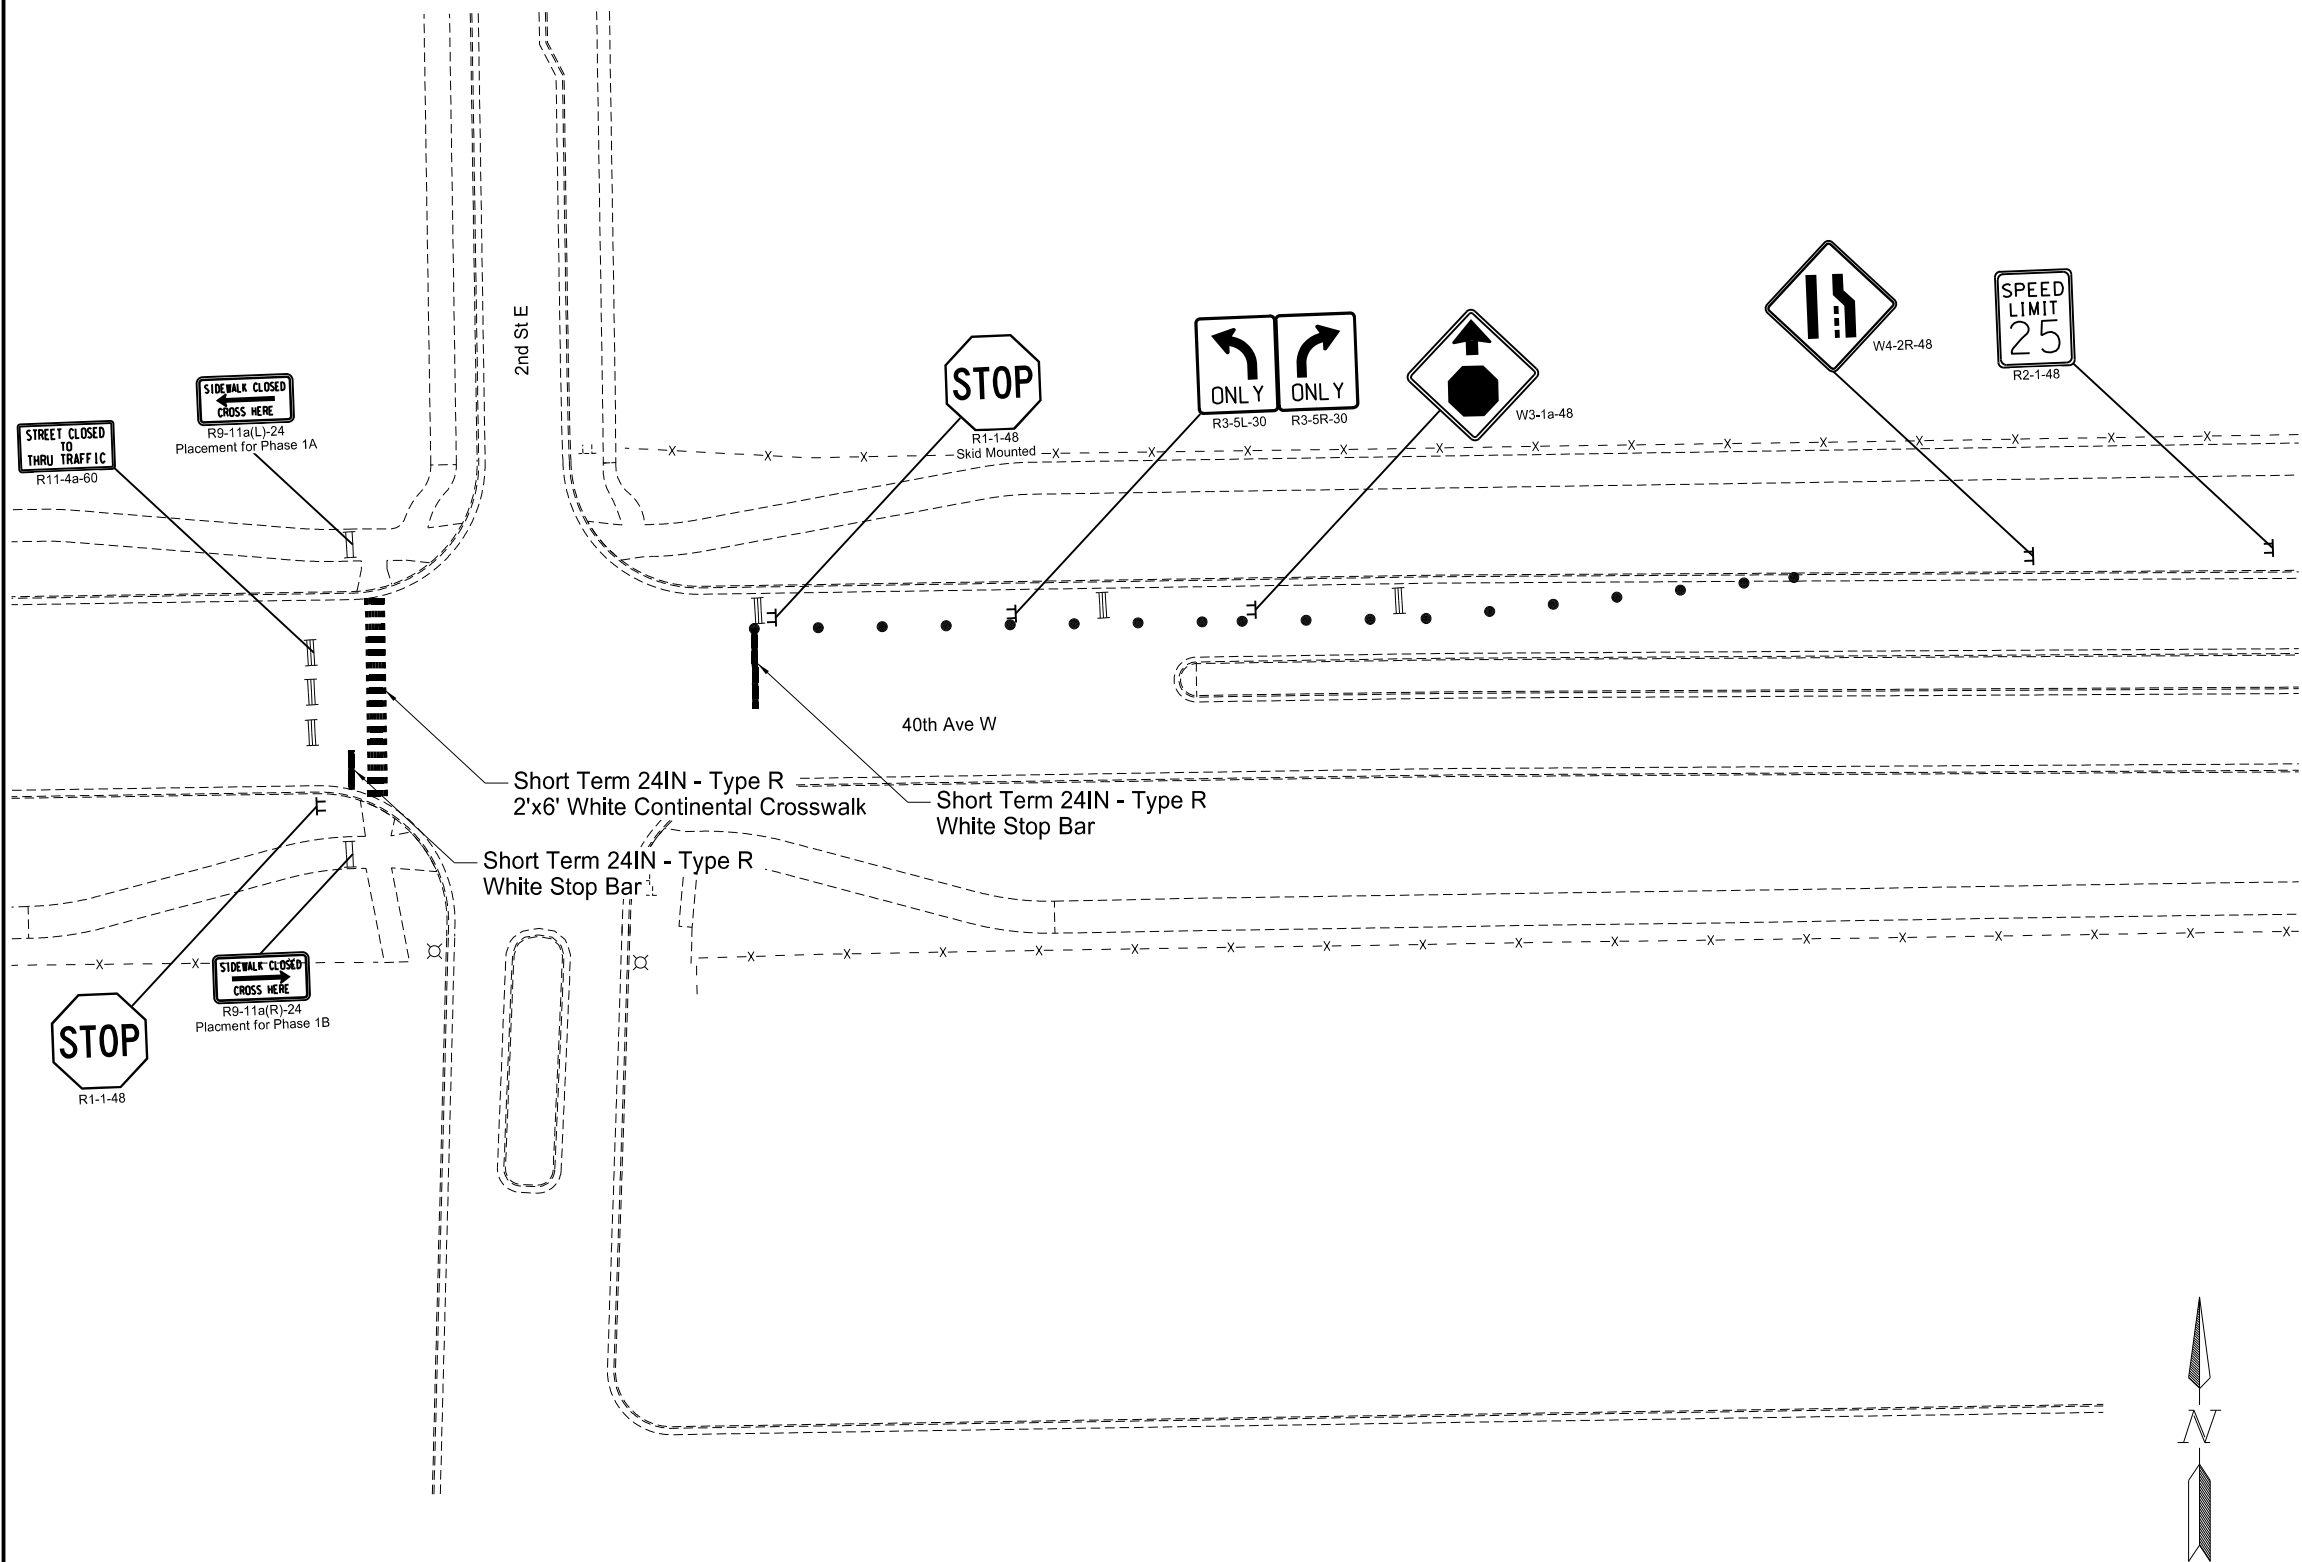 2nd St E
SPEED
LIMIT
25
R2-1-48
W4-2R-48
STOP
R1-1-48
Skid Mounted
ONLY
R3-5L-30
ONLY
R3-5R-30
W3-1a-48
SIDEWALK CLOSED
CROSS HERE
R9-11a(L)-24
Placement for Phase 1A
STREET CLOSED
TO
THRU TRAFFIC
R11-4a-60
40th Ave W
Short Term 24IN - Type R
2'x6' White Continental Crosswalk
Short Term 24IN - Type R
White Stop Bar
Short Term 24IN - Type R
White Stop Bar
SIDEWALK CLOSED
CROSS HERE
R9-11a(R)-24
Placment for Phase 1B
STOP
R1-1-48
N